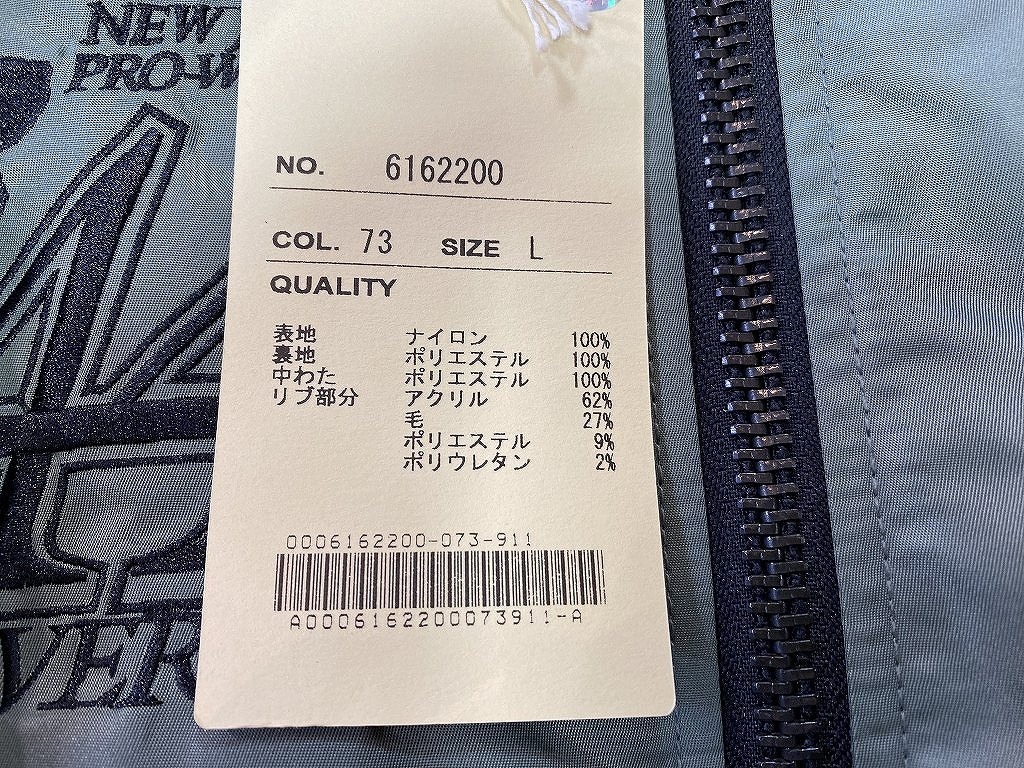 NEW
PRO-W
NO. 6162200
COL. 73 SIZE L
QUALITY
表地 ナイロン 100%
裏地 ポリエステル 100%
中わた ポリエステル 100%
リブ部分 アクリル 62%
毛 27%
ポリエステル 9%
ポリウレタン 2%
0006162200-073-911
A0006162200073911-A